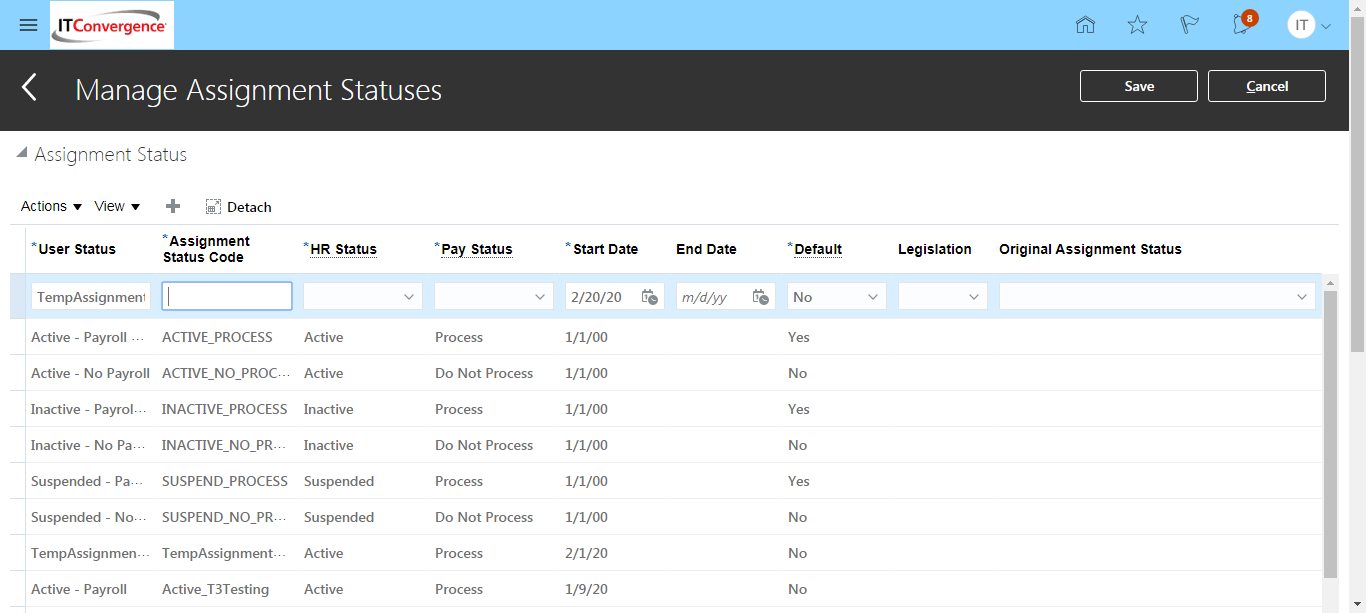 ITConvergence
8
IT
Manage Assignment Statuses
Save
Cancel
Assignment Status
Actions View Detach
*User Status *Assignment Status Code *HR Status *Pay Status *Start Date End Date *Default Legislation Original Assignment Status
TempAssignment 2/20/20 m/d/yy No
Active - Payroll ... ACTIVE_PROCESS Active Process 1/1/00 Yes
Active - No Payroll ACTIVE_NO_PROC... Active Do Not Process 1/1/00 No
Inactive - Payrol... INACTIVE_PROCESS Inactive Process 1/1/00 Yes
Inactive - No Pa... INACTIVE_NO_PR... Inactive Do Not Process 1/1/00 No
Suspended - Pa... SUSPEND_PROCESS Suspended Process 1/1/00 Yes
Suspended - No... SUSPEND_NO_PR... Suspended Do Not Process 1/1/00 No
TempAssignmen... TempAssignment... Active Process 2/1/20 No
Active - Payroll Active_T3Testing Active Process 1/9/20 No